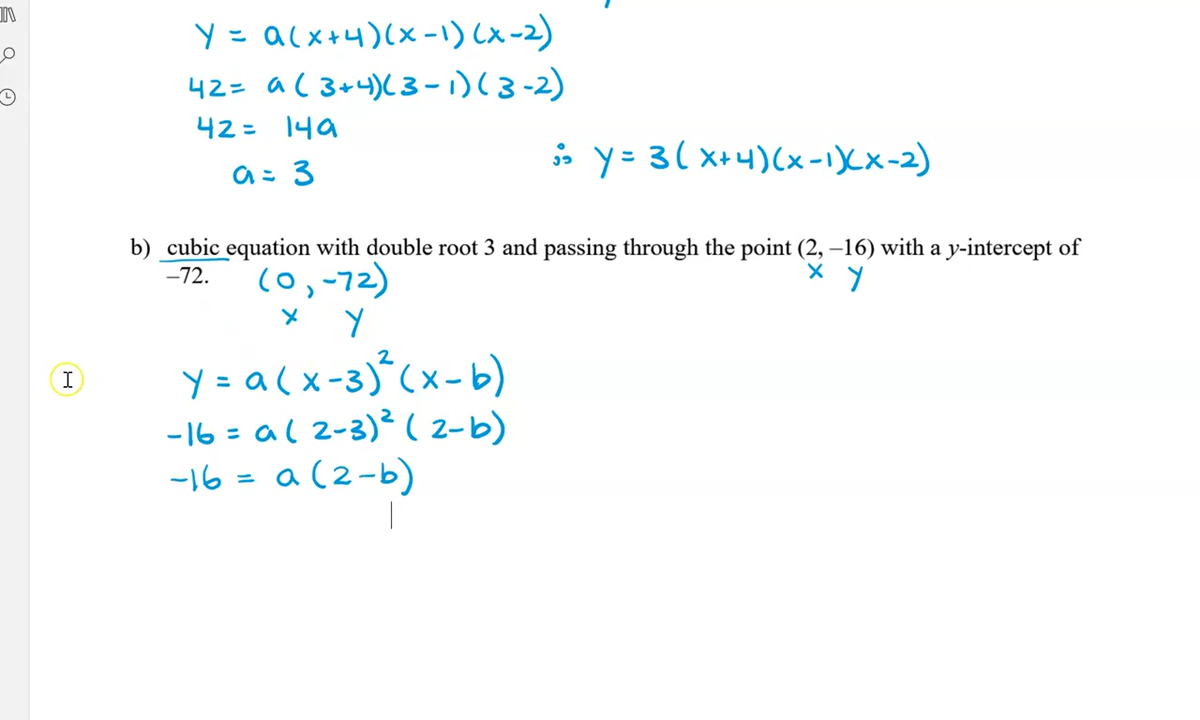 y = a(x+4)(x-1)(x-2)
42 = a(3+4)(3-1)(3-2)
42 = 14a
a = 3
∴ y = 3(x+4)(x-1)(x-2)
b) cubic equation with double root 3 and passing through the point (2, –16) with a y-intercept of
–72. (0, -72)
x y
x y
y = a(x-3)²(x-b)
-16 = a(2-3)²(2-b)
-16 = a(2-b)